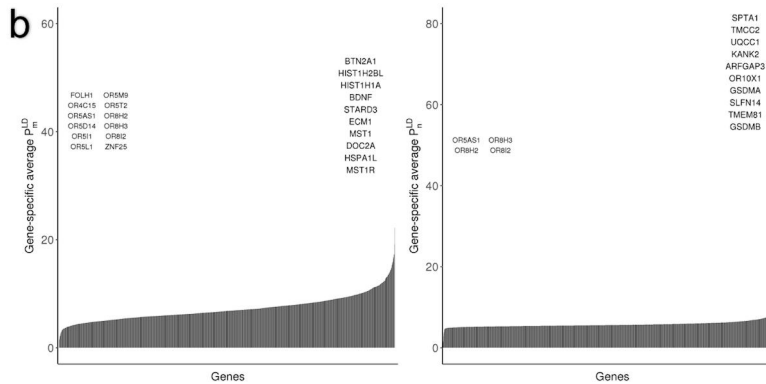 b
60
40
20
0
Gene-specific average P_m^LD
FOLH1 OR5M9
OR4C15 OR5T2
OR5AS1 OR8H2
OR5D14 OR8H3
OR5I1 OR8I2
OR5L1 ZNF25
BTN2A1
HIST1H2BL
HIST1H1A
BDNF
STARD3
ECM1
MST1
DOC2A
HSPA1L
MST1R
Genes
80
60
40
20
0
Gene-specific average P_n^LD
OR5AS1 OR8H3
OR8H2 OR8I2
SPTA1
TMCC2
UQCC1
KANK2
ARFGAP3
OR10X1
GSDMA
SLFN14
TMEM81
GSDMB
Genes